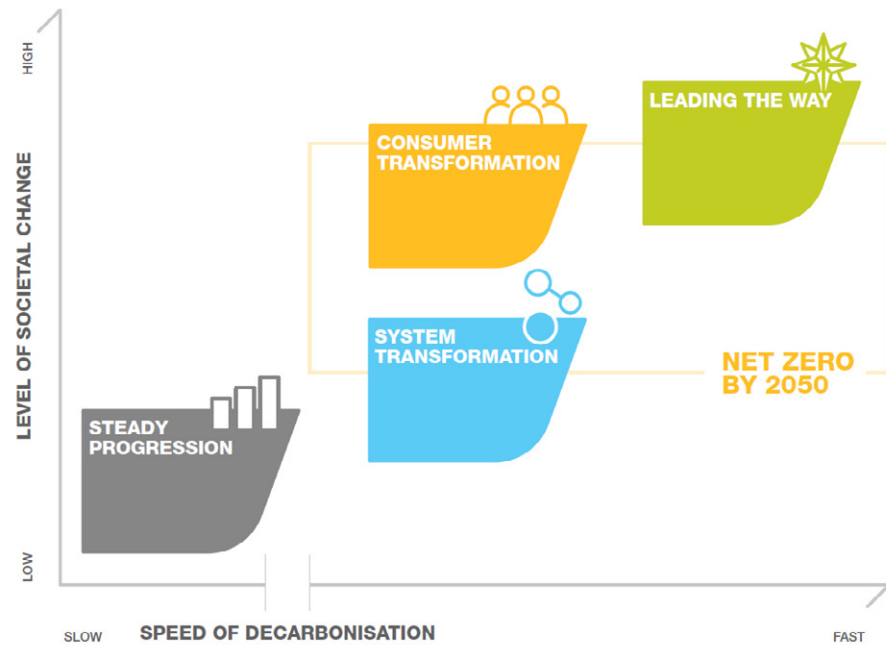 HIGH
LEVEL OF SOCIETAL CHANGE
LOW
LEADING THE WAY
CONSUMER
TRANSFORMATION
SYSTEM
TRANSFORMATION
NET ZERO
BY 2050
STEADY
PROGRESSION
SLOW
SPEED OF DECARBONISATION
FAST